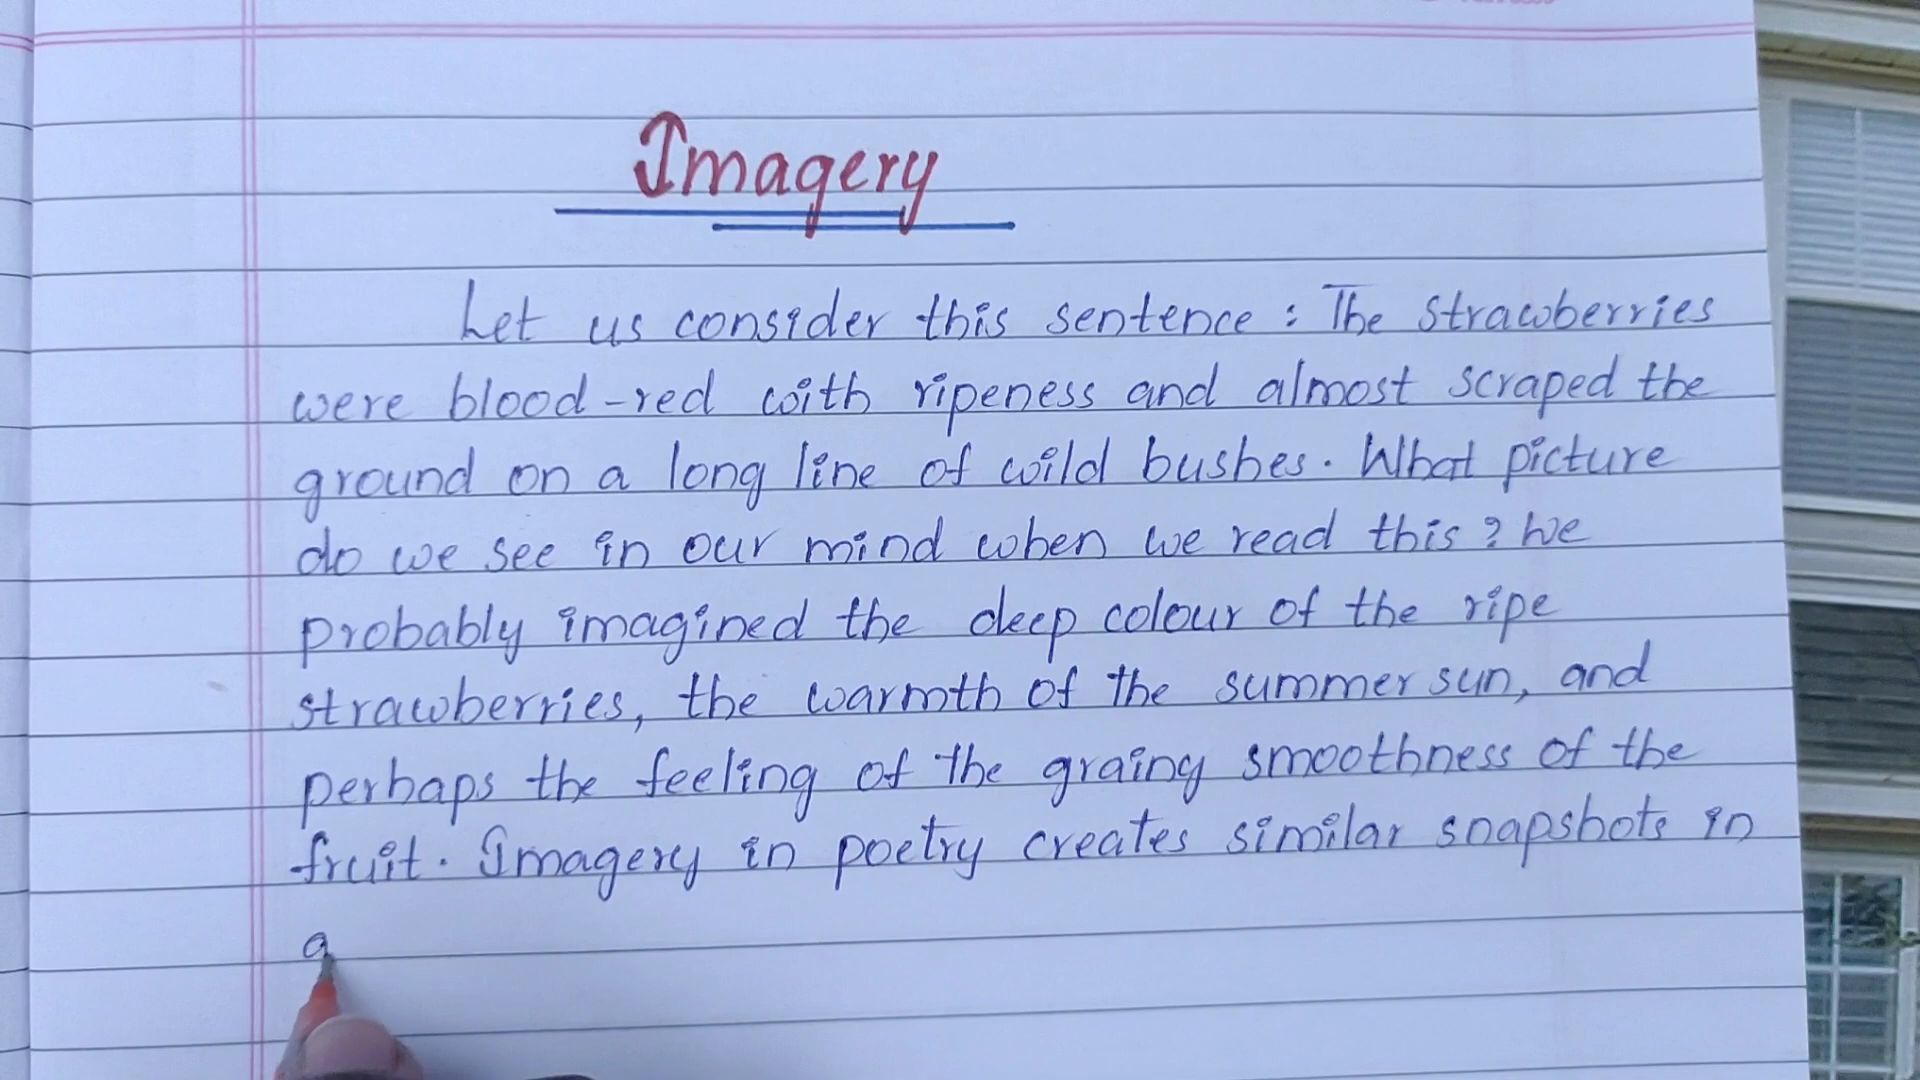 Imagery
Let us consider this sentence : The strawberries
were blood-red with ripeness and almost scraped the
ground on a long line of wild bushes. What picture
do we see in our mind when we read this? We
probably imagined the deep colour of the ripe
strawberries, the warmth of the summer sun, and
perhaps the feeling of the grainy smoothness of the
fruit. Imagery in poetry creates similar snapshots in
a